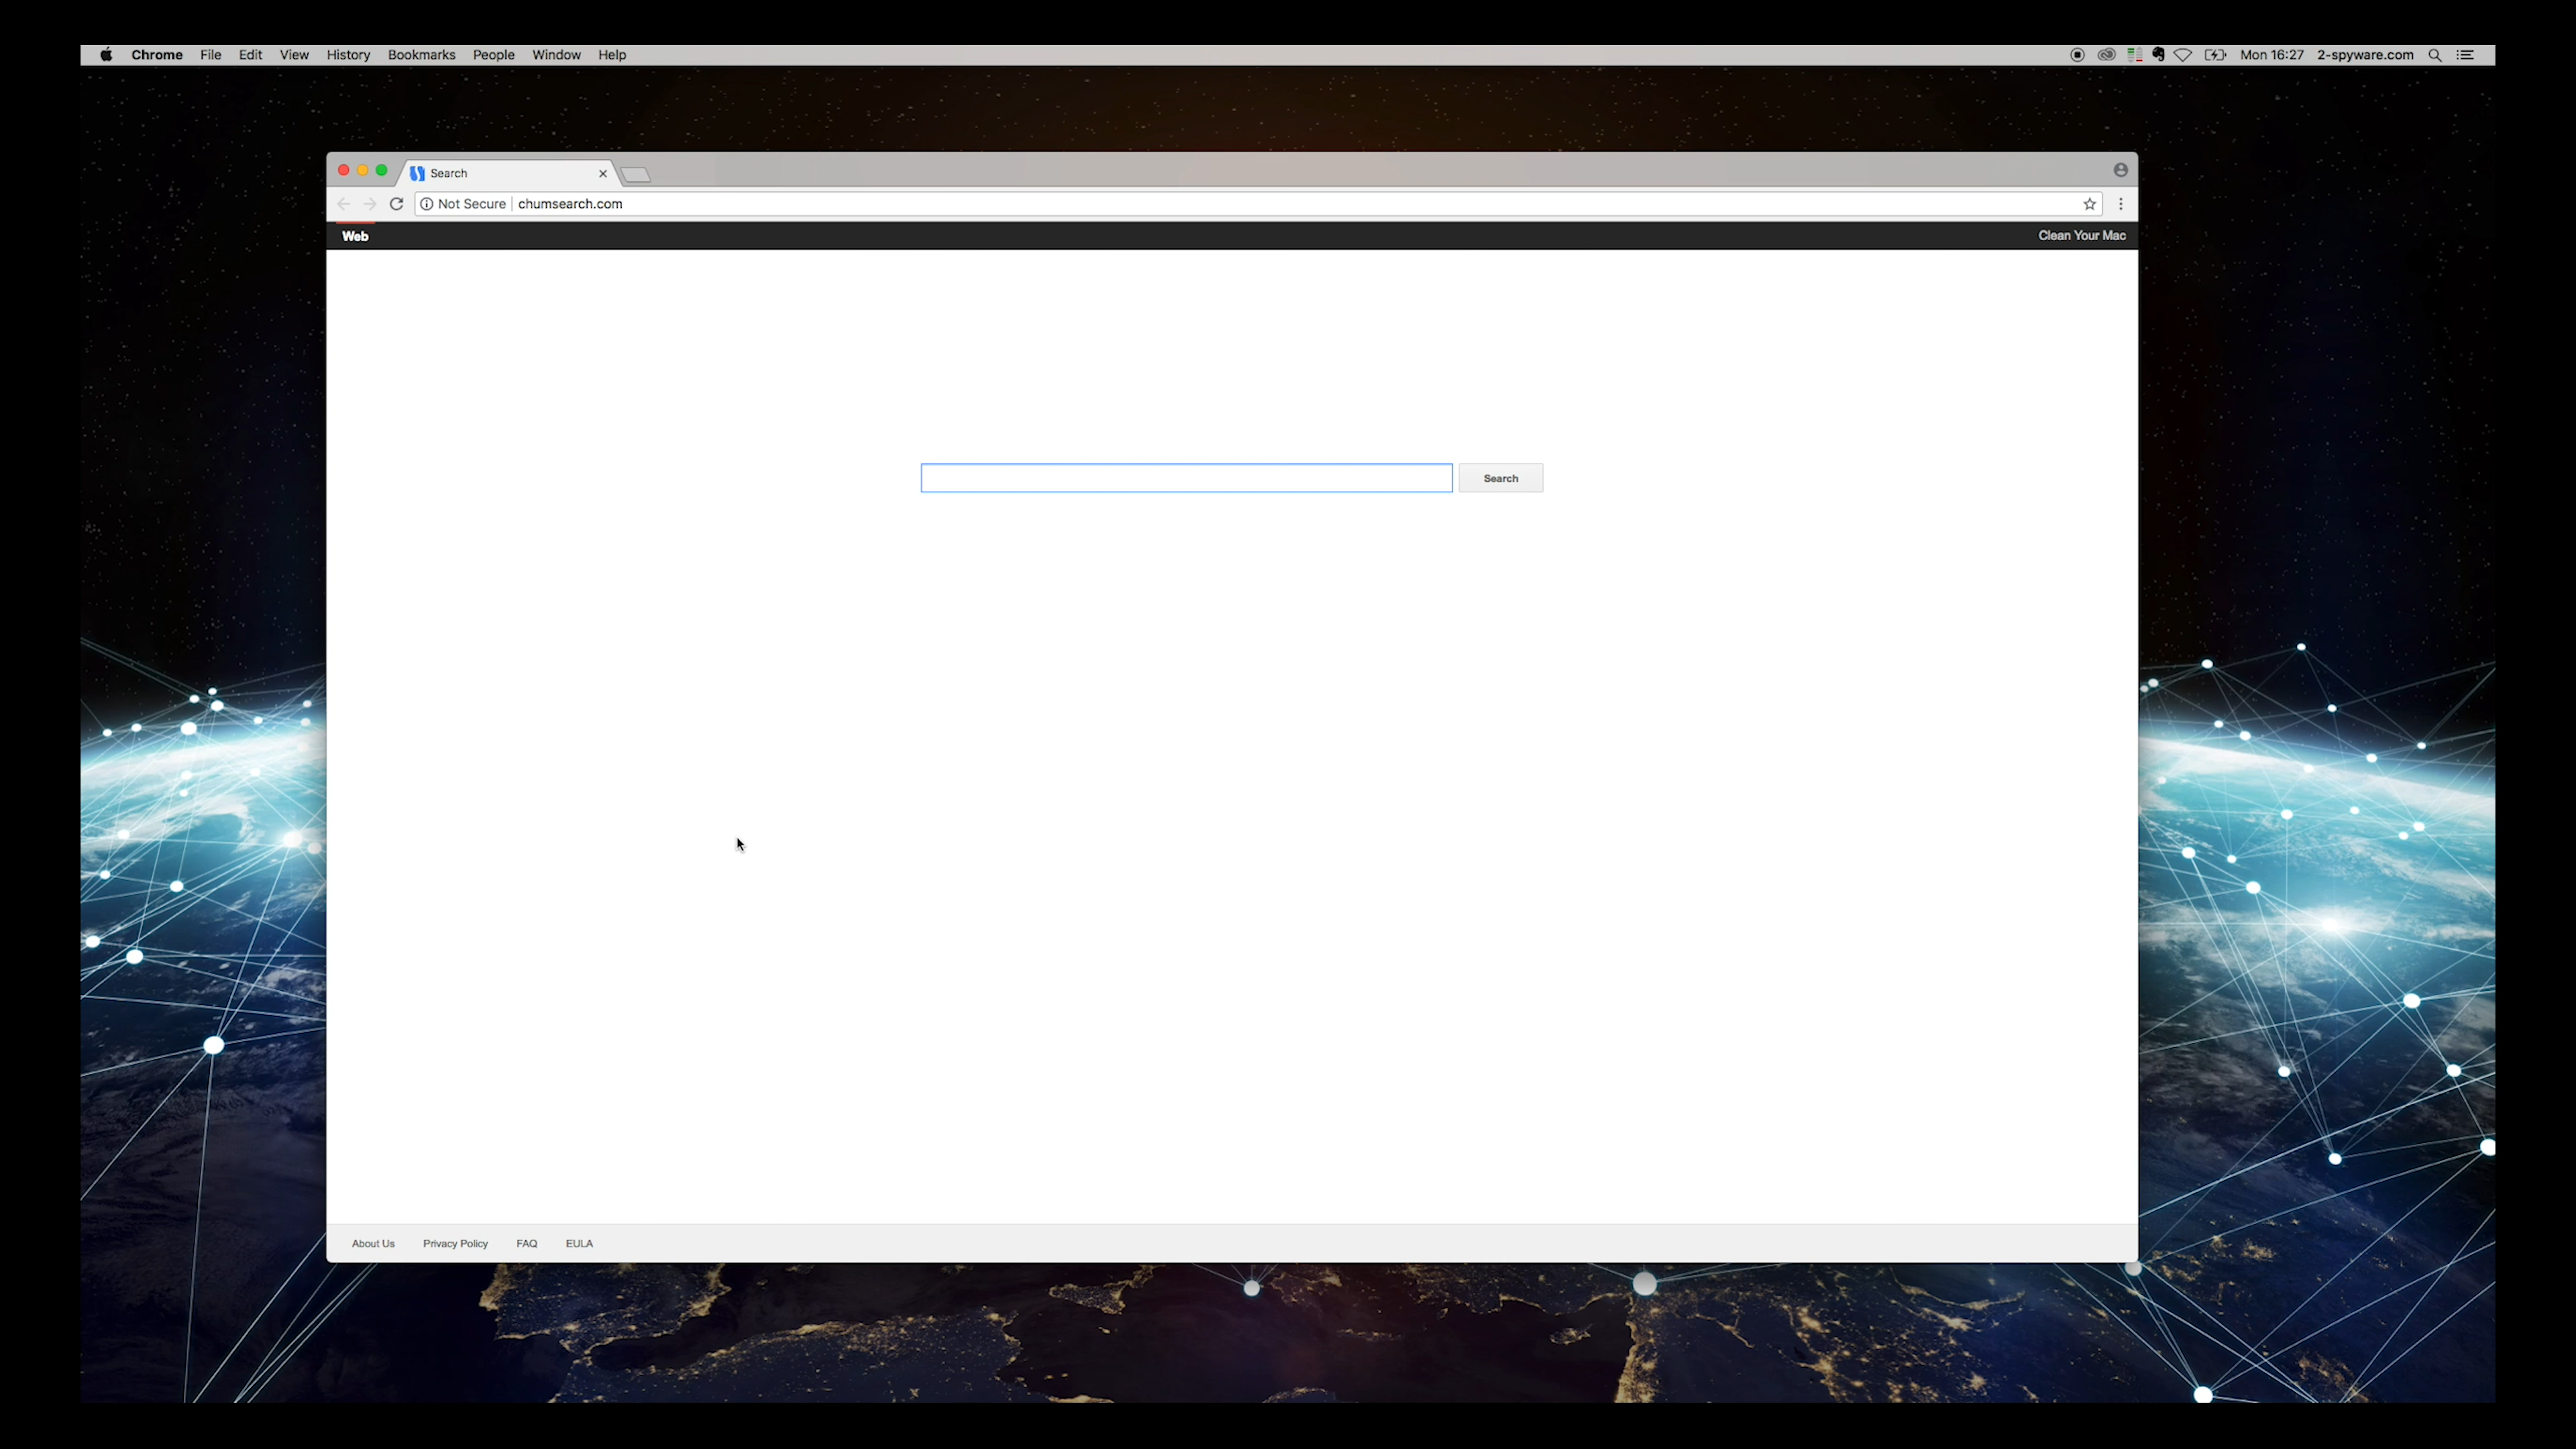 Chrome File Edit View History Bookmarks People Window Help Mon 16:27 2-spyware.com
Search
Not Secure chumsearch.com
Web Clean Your Mac
Search
About Us Privacy Policy FAQ EULA